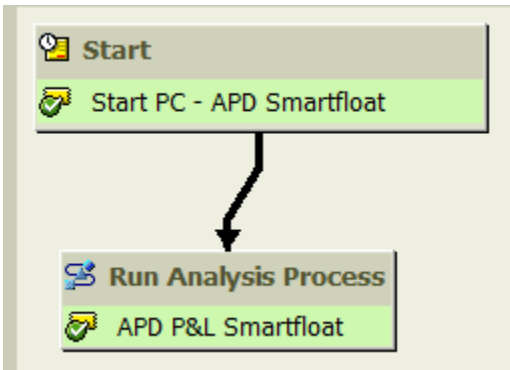 Start
Start PC - APD Smartfloat
Run Analysis Process
APD P&L Smartfloat